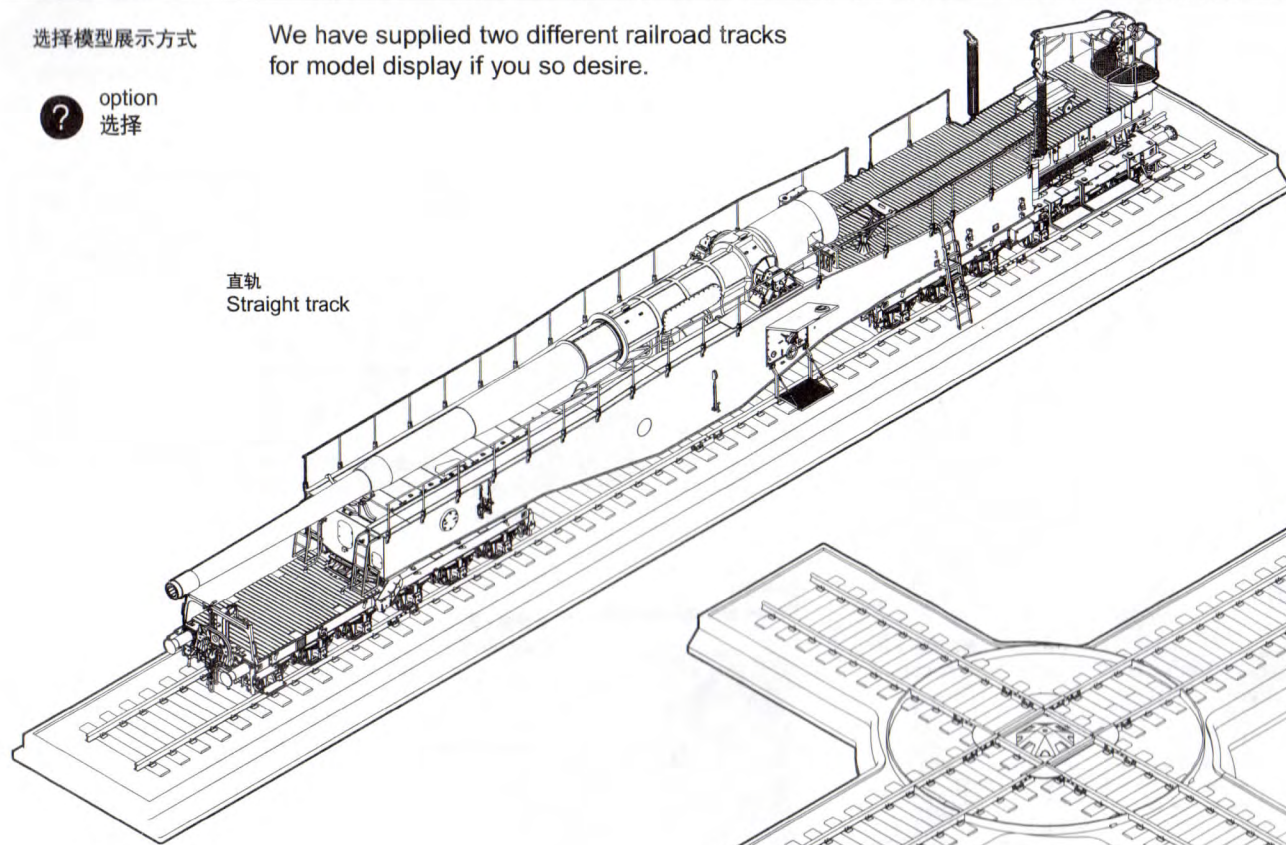 选择模型展示方式
We have supplied two different railroad tracks
for model display if you so desire.
?
option
选择
直轨
Straight track